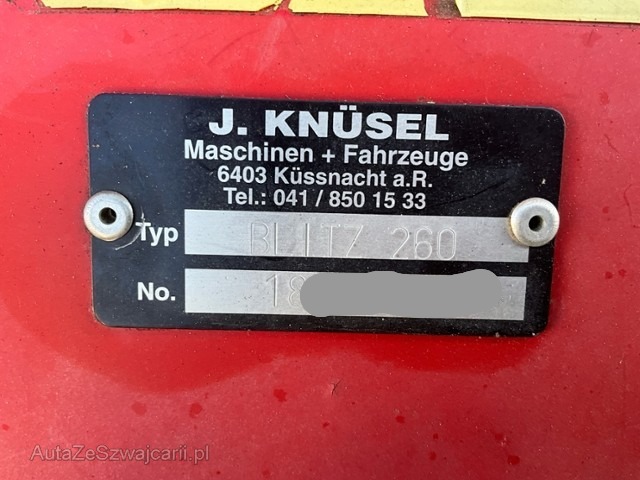 J. KNÜSEL
Maschinen + Fahrzeuge
6403 Küssnacht a.R.
Tel.: 041 / 850 15 33
Typ BLITZ 260
No. 18
AutaZeSzwajcarii.pl